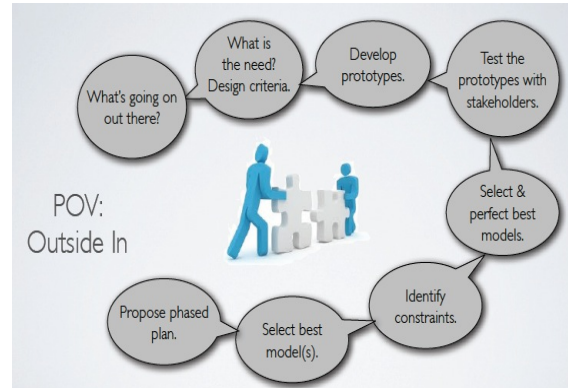 What's going on
out there?
What is
the need?
Design criteria.
Develop
prototypes.
Test the
prototypes with
stakeholders.
Select &
perfect best
models.
Identify
constraints.
Select best
model(s).
Propose phased
plan.
POV:
Outside In